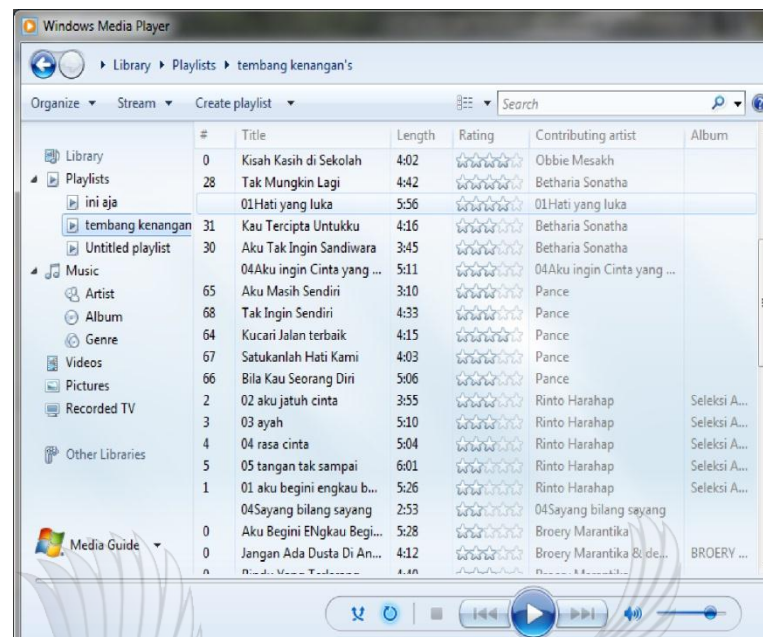 Windows Media Player
Library Playlists tembang kenangan's
Organize Stream Create playlist Search
# Title Length Rating Contributing artist Album
Library
Playlists
ini aja
tembang kenangan
Untitled playlist
Music
Artist
Album
Genre
Videos
Pictures
Recorded TV
Other Libraries
Media Guide
0 Kisah Kasih di Sekolah 4:02 Obbie Mesakh
28 Tak Mungkin Lagi 4:42 Betharia Sonatha
01Hati yang luka 5:56 01Hati yang luka
31 Kau Tercipta Untukku 4:16 Betharia Sonatha
30 Aku Tak Ingin Sandiwara 3:45 Betharia Sonatha
04Aku ingin Cinta yang ... 5:11 04Aku ingin Cinta yang ...
65 Aku Masih Sendiri 3:10 Pance
68 Tak Ingin Sendiri 4:33 Pance
64 Kucari Jalan terbaik 4:15 Pance
67 Satukanlah Hati Kami 4:03 Pance
66 Bila Kau Seorang Diri 5:06 Pance
2 02 aku jatuh cinta 3:55 Rinto Harahap Seleksi A...
3 03 ayah 5:10 Rinto Harahap Seleksi A...
4 04 rasa cinta 5:04 Rinto Harahap Seleksi A...
5 05 tangan tak sampai 6:01 Rinto Harahap Seleksi A...
1 01 aku begini engkau b... 5:26 Rinto Harahap Seleksi A...
04Sayang bilang sayang 2:53 04Sayang bilang sayang
0 Aku Begini ENgkau Begi... 5:28 Broery Marantika
0 Jangan Ada Dusta Di An... 4:12 Broery Marantika & de... BROERY ...